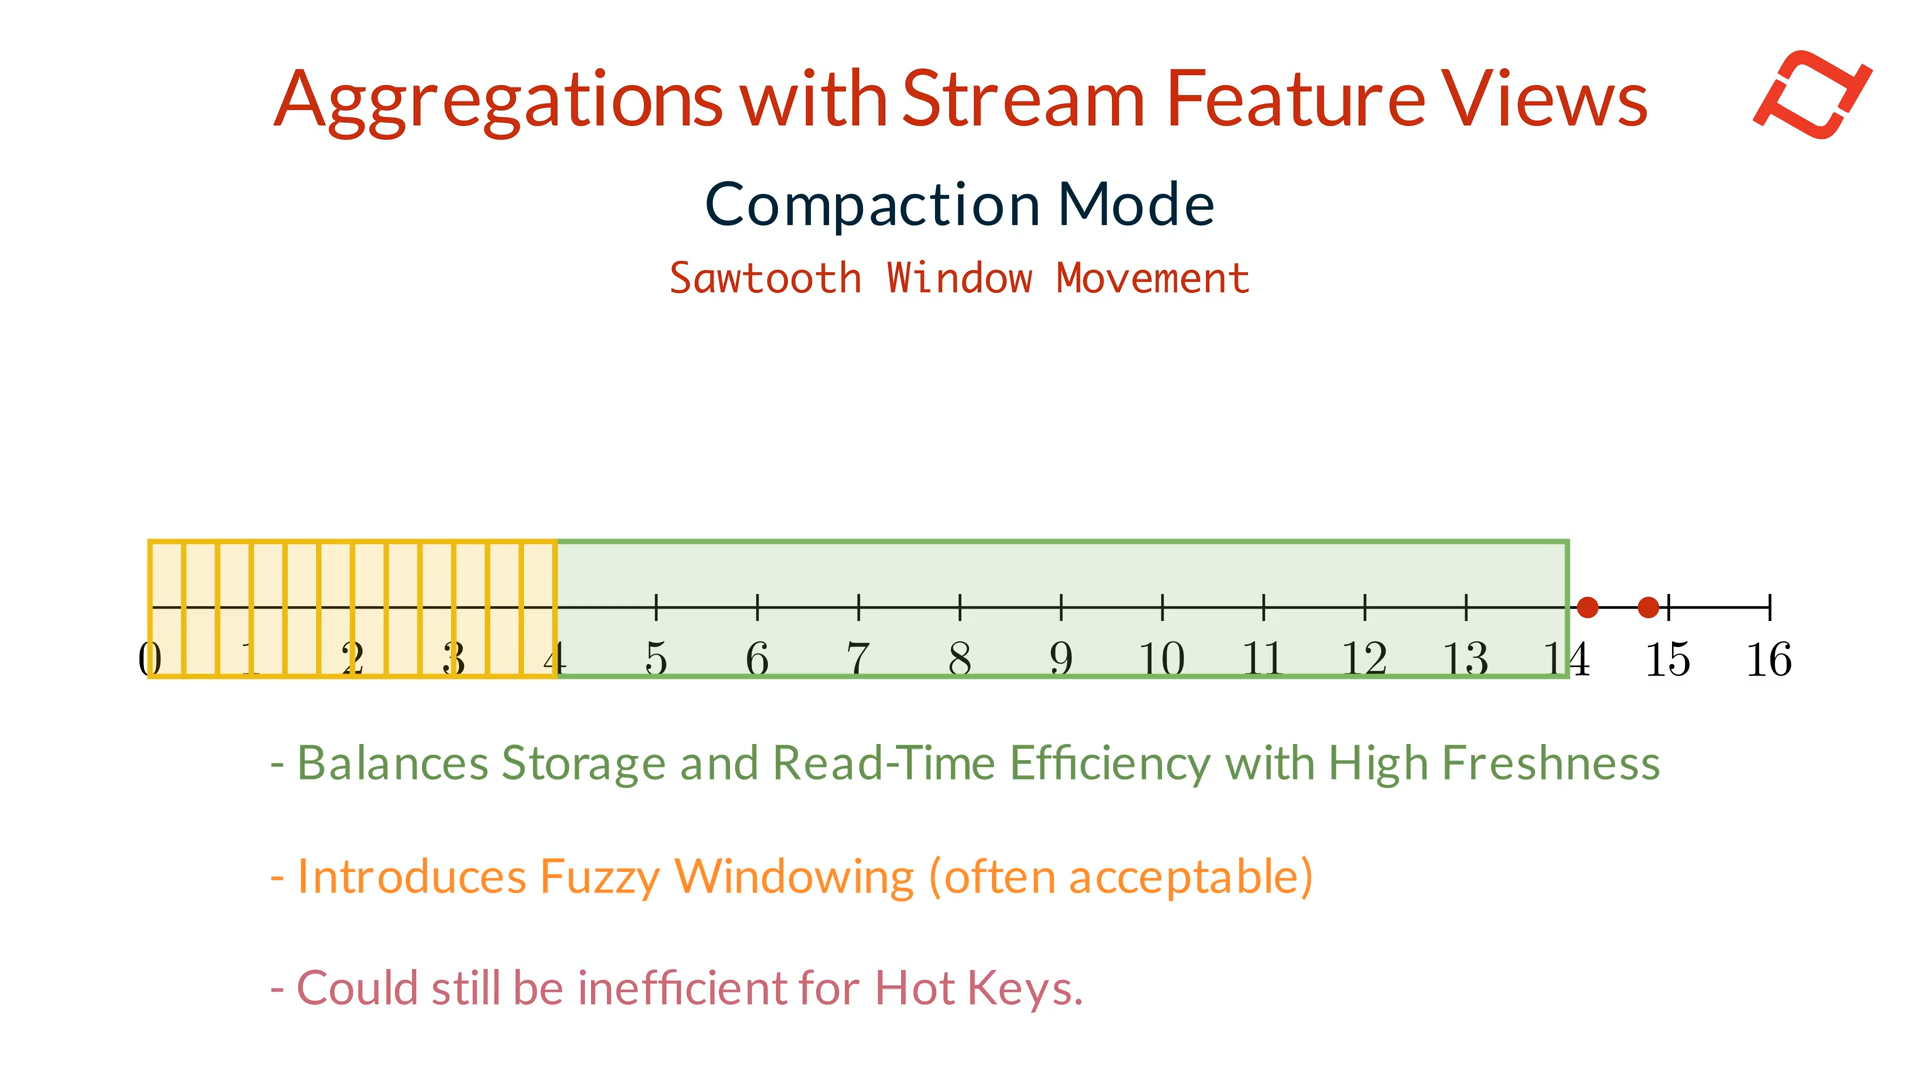 Aggregations with Stream Feature Views
Compaction Mode
Sawtooth Window Movement
0 1 2 3 4 5 6 7 8 9 10 11 12 13 14 15 16
- Balances Storage and Read-Time Efficiency with High Freshness
- Introduces Fuzzy Windowing (often acceptable)
- Could still be inefficient for Hot Keys.